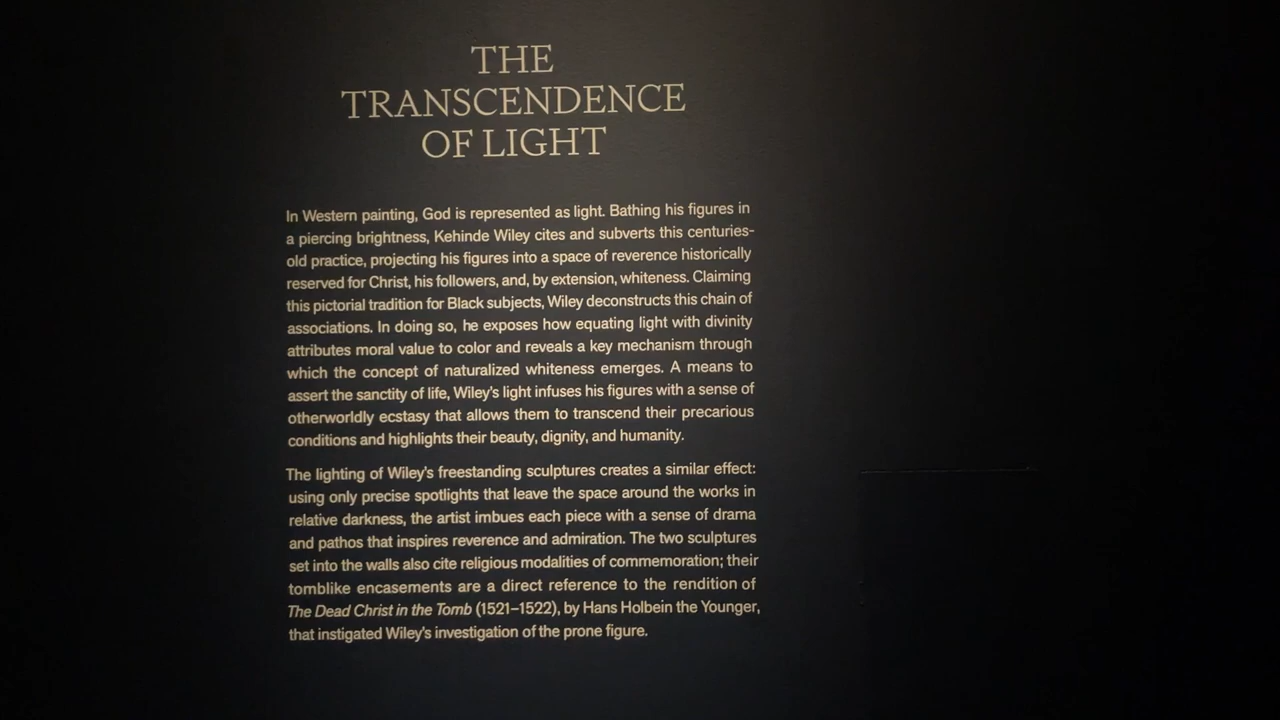 THE
TRANSCENDENCE
OF LIGHT
In Western painting, God is represented as light. Bathing his figures in
a piercing brightness, Kehinde Wiley cites and subverts this centuries-
old practice, projecting his figures into a space of reverence historically
reserved for Christ, his followers, and, by extension, whiteness. Claiming
this pictorial tradition for Black subjects, Wiley deconstructs this chain of
associations. In doing so, he exposes how equating light with divinity
attributes moral value to color and reveals a key mechanism through
which the concept of naturalized whiteness emerges. A means to
assert the sanctity of life, Wiley's light infuses his figures with a sense of
otherworldly ecstasy that allows them to transcend their precarious
conditions and highlights their beauty, dignity, and humanity.
The lighting of Wiley's freestanding sculptures creates a similar effect:
using only precise spotlights that leave the space around the works in
relative darkness, the artist imbues each piece with a sense of drama
and pathos that inspires reverence and admiration. The two sculptures
set into the walls also cite religious modalities of commemoration; their
tomblike encasements are a direct reference to the rendition of
The Dead Christ in the Tomb (1521–1522), by Hans Holbein the Younger,
that instigated Wiley's investigation of the prone figure.